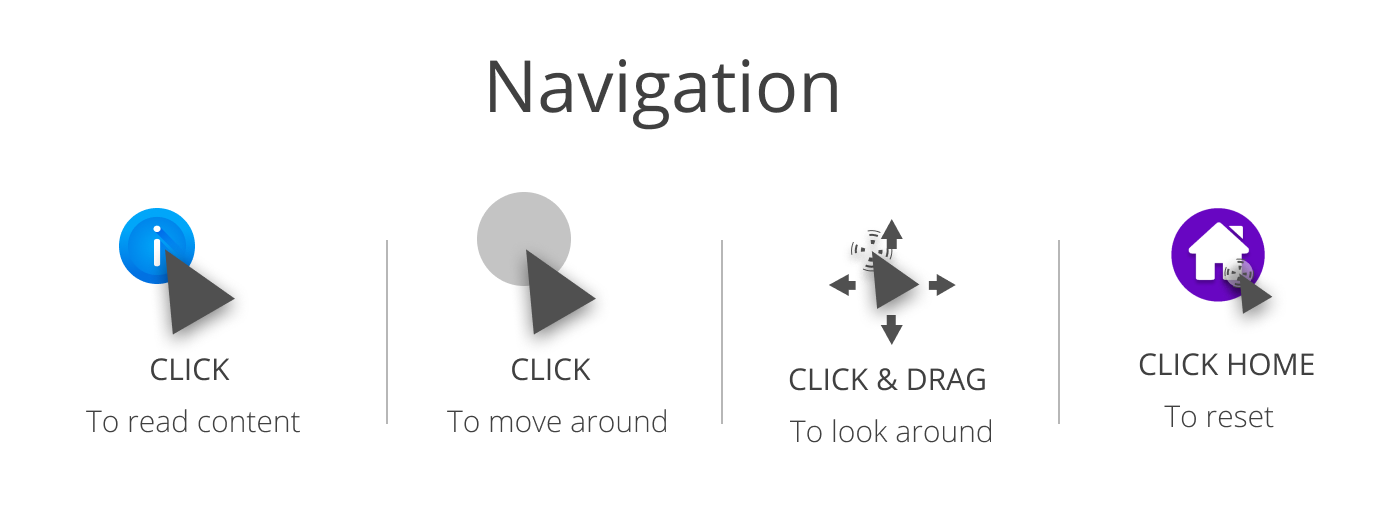 Navigation
CLICK
To read content
CLICK
To move around
CLICK & DRAG
To look around
CLICK HOME
To reset